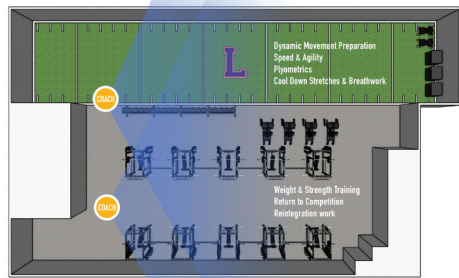 L
Dynamic Movement Preparation
Speed & Agility
Plyometrics
Cool Down Stretches & Breathwork
COACH
Weight & Strength Training
Return to Competition
Reintegration work
COACH